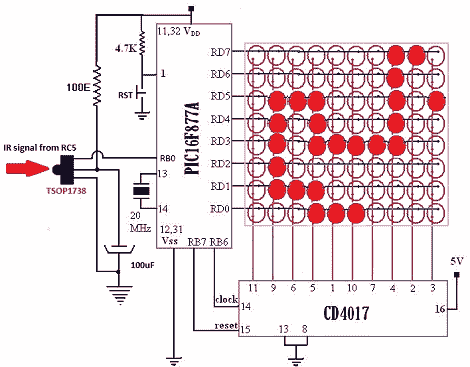 11,32 VDD
4.7K
RD7
100E
1
RD6
RST
RD5
PIC16F877A
RD4
IR signal from RC5
RB0
RD3
TSOP1738
13
RD2
14
RD1
20
MHz
12,31
Vss
RD0
RB7 RB6
100uF
5V
11 9 6 5 1 10 7 4 2 3
clock
14
CD4017
16
reset
15
13 8